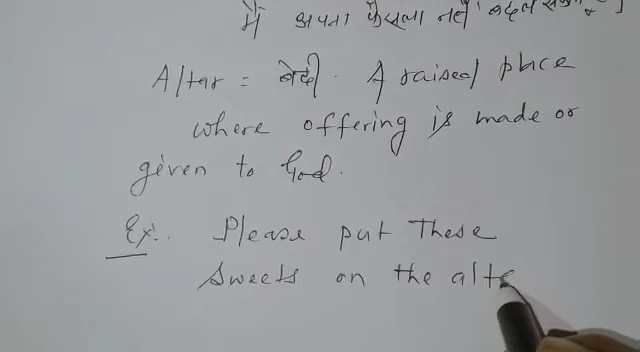 मैं अपना फैसला नहीं बदल सकता ]
Altar = वेदी. A raised place
where offering is made or
given to God.
Ex:. Please put These
sweets on the alta